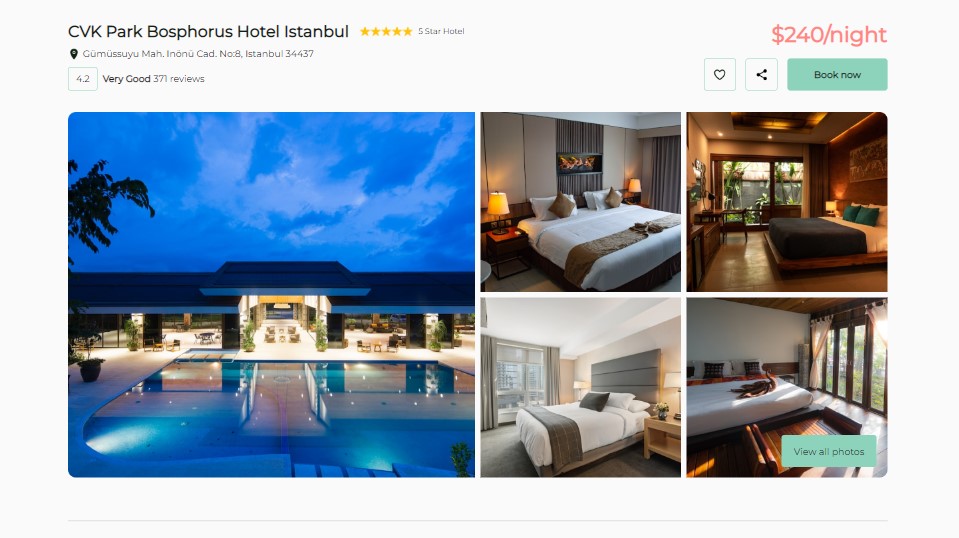 CVK Park Bosphorus Hotel Istanbul
5 Star Hotel
$240/night
Gümüssuyu Mah. Inönü Cad. No:8, Istanbul 34437
4.2 Very Good 371 reviews
Book now
View all photos